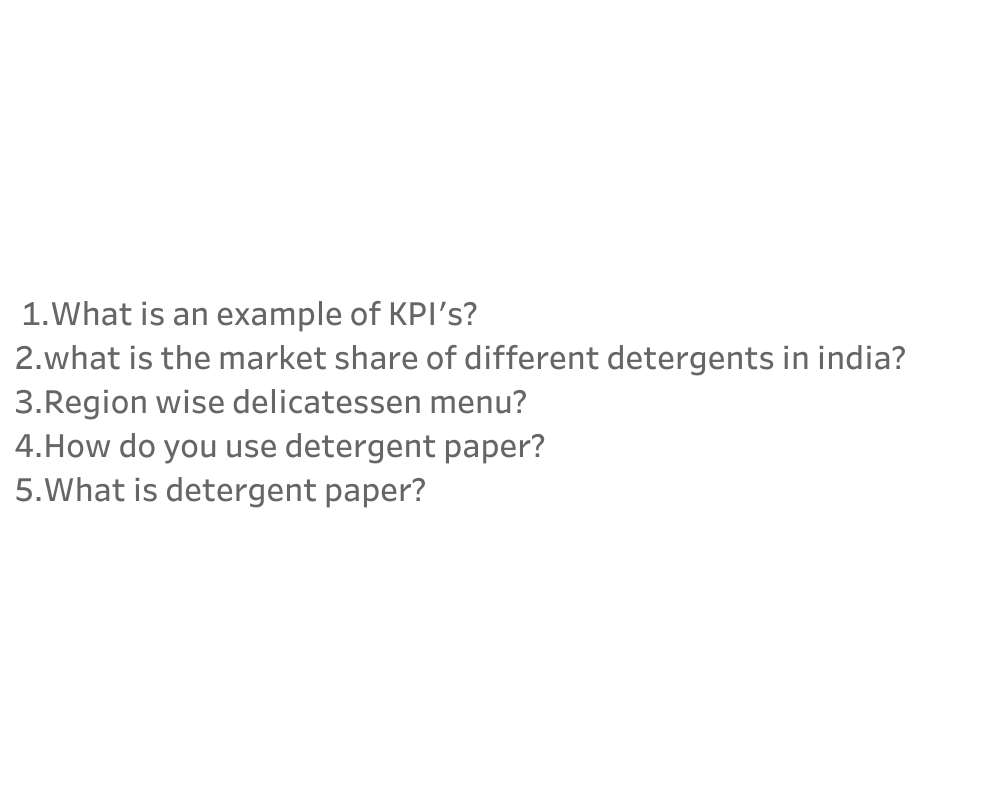 1.What is an example of KPI’s?
2.what is the market share of different detergents in india?
3.Region wise delicatessen menu?
4.How do you use detergent paper?
5.What is detergent paper?